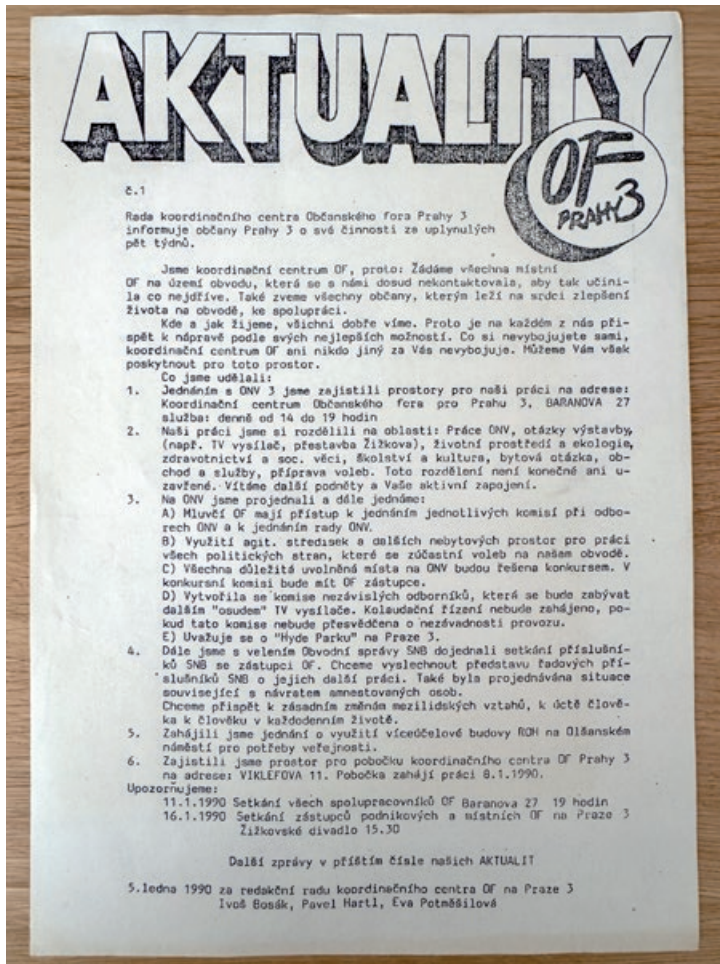 AKTUALITY
OF
PRAHY 3
č.1
Rada koordinačního centra Občanského fora Prahy 3
informuje občany Prahy 3 o své činnosti za uplynulých
pět týdnů.
Jsme koordinační centrum OF, proto: Žádáme všechna místní
OF na území obvodu, která se s námi dosud nekontaktovala, aby tak učini-
la co nejdříve. Také zveme všechny občany, kterým leží na srdci zlepšení
života na obvodě, ke spolupráci.
Kde a jak žijeme, všichni dobře víme. Proto je na každém z nás při-
spět k nápravě podle svých nejlepších možností. Co si nevybojujete sami,
koordinační centrum OF ani nikdo jiný za Vás nevybojuje. Můžeme Vám však
poskytnout pro toto prostor.
Co jsme udělali:
1. Jednáním s ONV 3 jsme zajistili prostory pro naši práci na adrese:
Koordinační centrum Občanského fora pro Prahu 3, BARANOVA 27
služba: denně od 14 do 19 hodin
2. Naši práci jsme si rozdělili na oblasti: Práce ONV, otázky výstavby,
(např. TV vysílač, přestavba Žižkova), životní prostředí a ekologie,
zdravotnictví a soc. věci, školství a kultura, bytová otázka, ob-
chod a služby, příprava voleb. Toto rozdělení není konečné ani u-
zavřené. Vítáme další podněty a Vaše aktivní zapojení.
3. Na ONV jsme projednali a dále jednáme:
A) Mluvčí OF mají přístup k jednáním jednotlivých komisí při odbo-
rech ONV a k jednáním rady ONV.
B) Využití agit. středisek a dalších nebytových prostor pro práci
všech politických stran, které se zúčastní voleb na našem obvodě.
C) Všechna důležitá uvolněná místa na ONV budou řešena konkursem. V
konkursní komisi bude mít OF zástupce.
D) Vytvořila se komise nezávislých odborníků, která se bude zabývat
dalším "osudem" TV vysílače. Kolaudační řízení nebude zahájeno, po-
kud tato komise nebude přesvědčena o nezávadnosti provozu.
E) Uvažuje se o "Hyde Parku" na Praze 3.
4. Dále jsme s velením Obvodní správy SNB dojednali setkání příslušní-
ků SNB se zástupci OF. Chceme vyslechnout představu řadových pří-
slušníků SNB o jejich další práci. Také byla projednávána situace
související s návratem amnestovaných osob.
Chceme přispět k zásadním změnám mezilidských vztahů, k úctě člově-
ka k člověku v každodenním životě.
5. Zahájili jsme jednání o využití víceúčelové budovy ROH na Olšanském
náměstí pro potřeby veřejnosti.
6. Zajistili jsme prostor pro pobočku koordinačního centra OF Prahy 3
na adrese: VIKLEFOVA 11. Pobočka zahájí práci 8.1.1990.
Upozorňujeme:
11.1.1990 Setkání všech spolupracovníků OF Baranova 27 19 hodin
16.1.1990 Setkání zástupců podnikových a místních OF na Praze 3
Žižkovské divadlo 15.30
Další zprávy v příštím čísle našich AKTUALIT
5.ledna 1990 za redakční radu koordinačního centra OF na Praze 3
Ivoš Bosák, Pavel Hartl, Eva Potměšilová